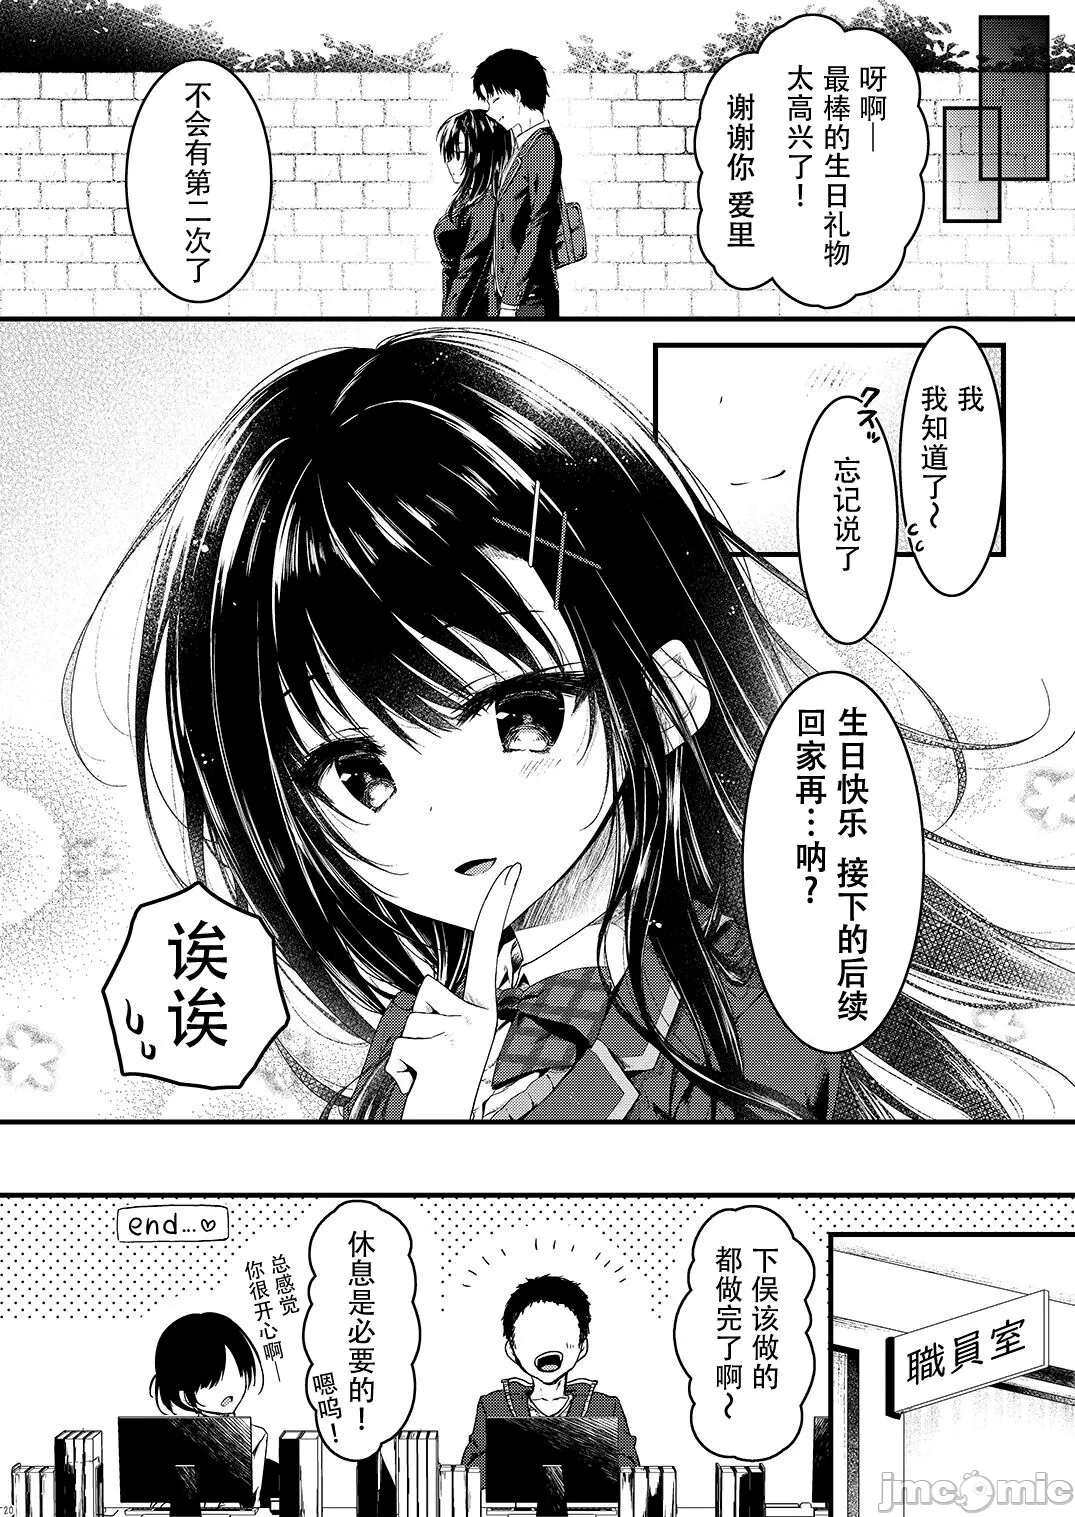 呀啊—
最棒的生日礼物
太高兴了！
谢谢你 爱里
不会有第二次了
我
我知道了～
クスッ
忘记说了
生日快乐 接下的后续
回家再…呐？
诶诶
職員室
下俣该做的
都做完了啊～
休息是必要的！
嗯呜！
总感觉
你很开心啊—
end...♡
20
jmcomic